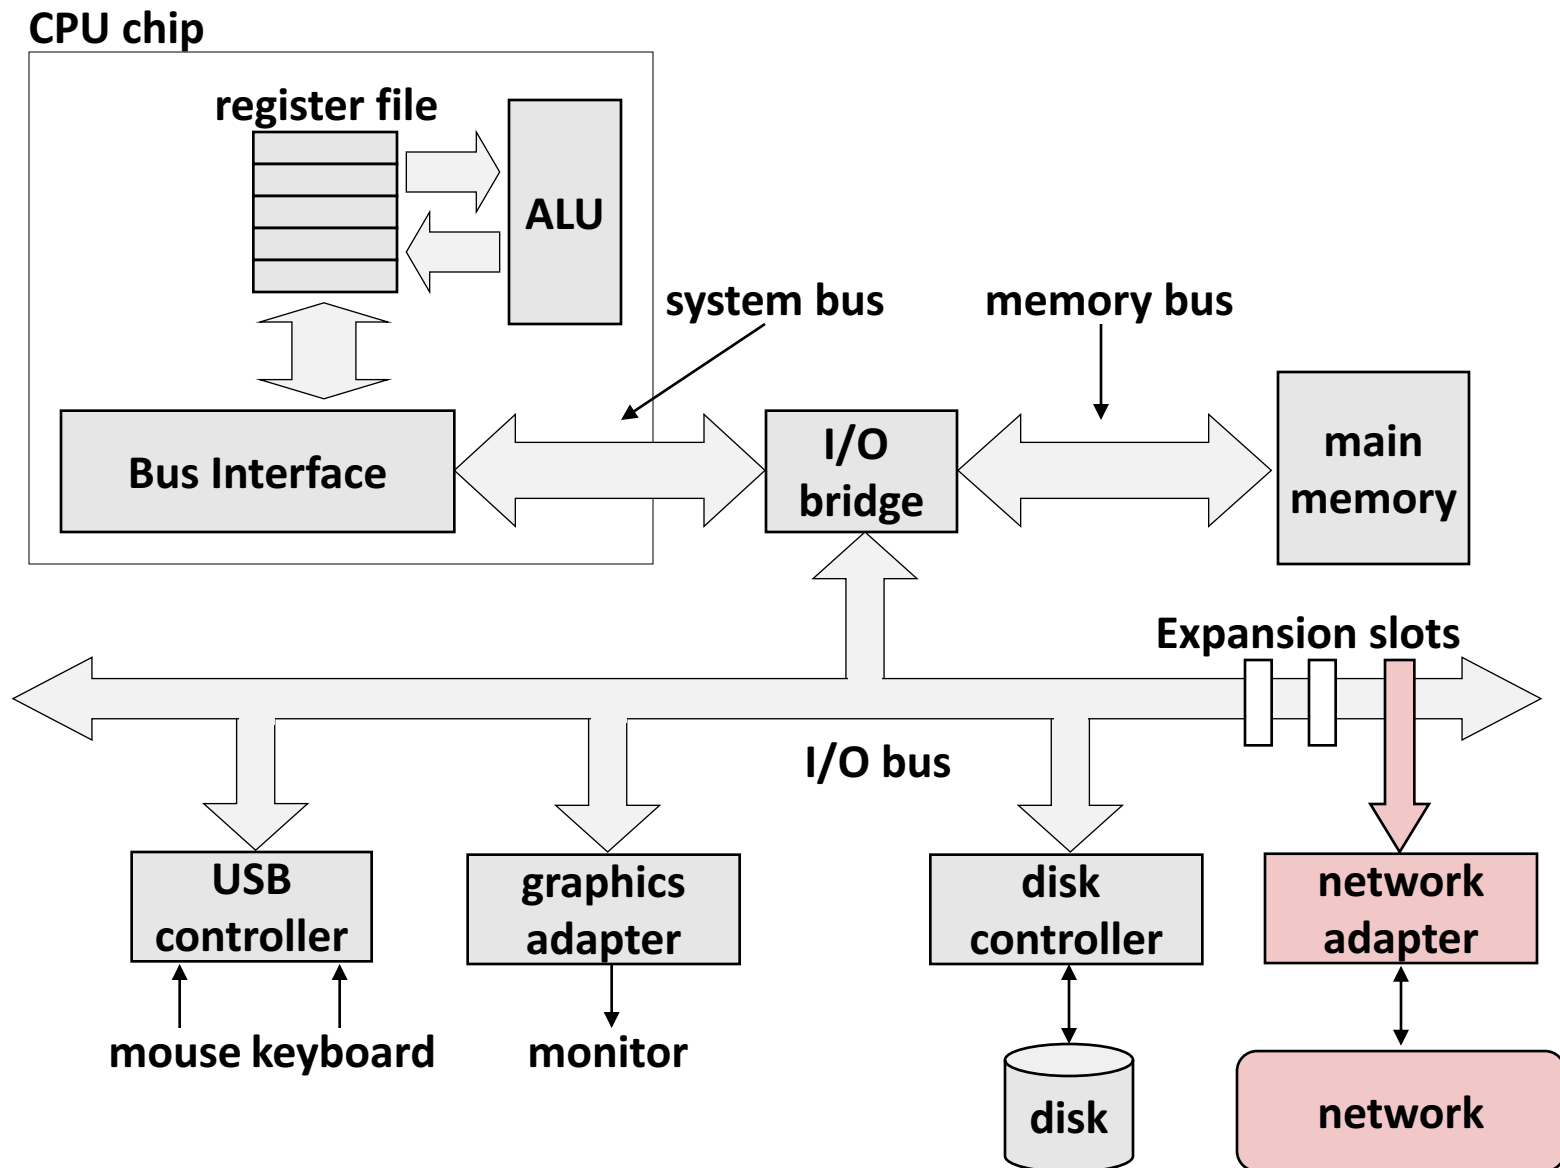 CPU chip
register file
ALU
system bus
memory bus
Bus Interface
I/O
bridge
main
memory
Expansion slots
I/O bus
USB
controller
graphics
adapter
disk
controller
network
adapter
mouse keyboard
monitor
disk
network